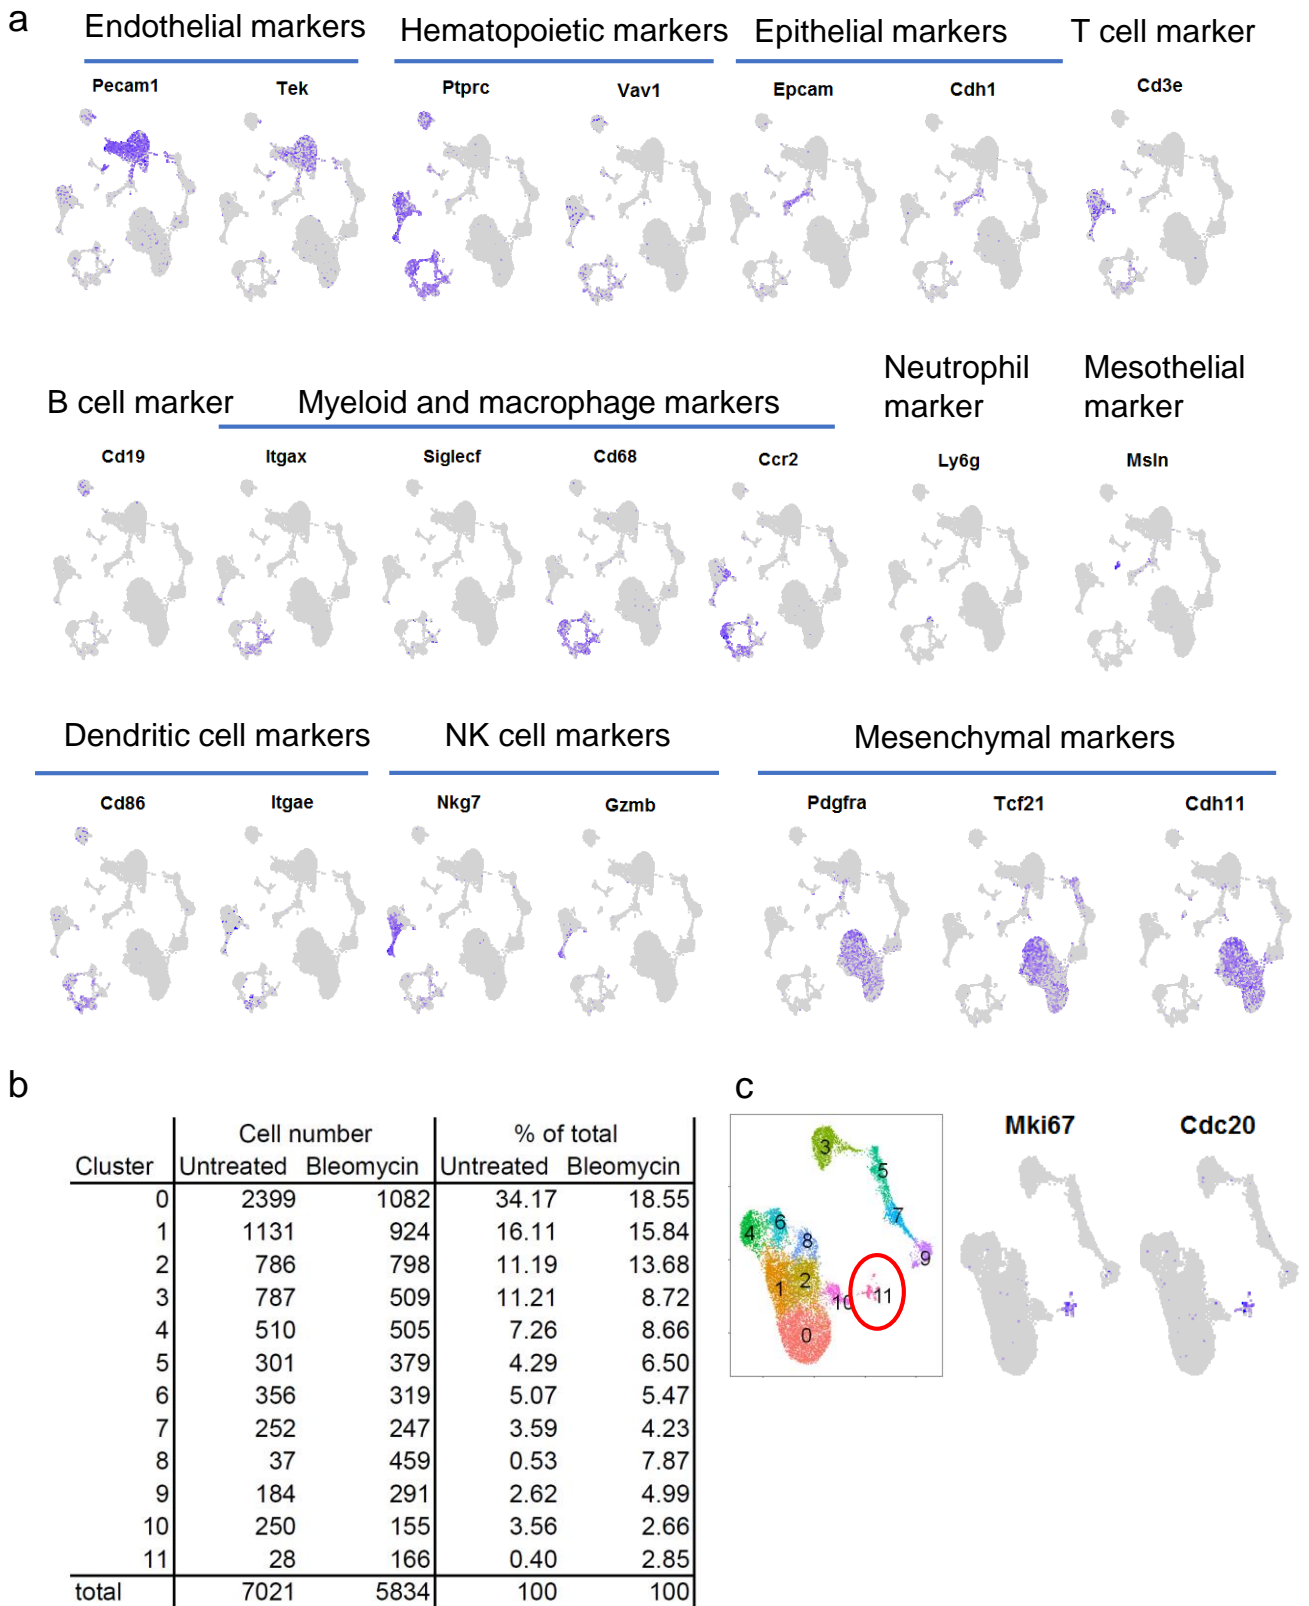 a
Endothelial markers Hematopoietic markers Epithelial markers T cell marker
Pecam1 Tek Ptprc Vav1 Epcam Cdh1 Cd3e
B cell marker Myeloid and macrophage markers Neutrophil marker Mesothelial marker
Cd19 Itgax Siglecf Cd68 Ccr2 Ly6g Msln
Dendritic cell markers NK cell markers Mesenchymal markers
Cd86 Itgae Nkg7 Gzmb Pdgfra Tcf21 Cdh11
b
Cell number % of total
Cluster Untreated Bleomycin Untreated Bleomycin
0 2399 1082 34.17 18.55
1 1131 924 16.11 15.84
2 786 798 11.19 13.68
3 787 509 11.21 8.72
4 510 505 7.26 8.66
5 301 379 4.29 6.50
6 356 319 5.07 5.47
7 252 247 3.59 4.23
8 37 459 0.53 7.87
9 184 291 2.62 4.99
10 250 155 3.56 2.66
11 28 166 0.40 2.85
total 7021 5834 100 100
c
Mki67 Cdc20
3
5
4 6 7
8
9
1 2
10 11
0